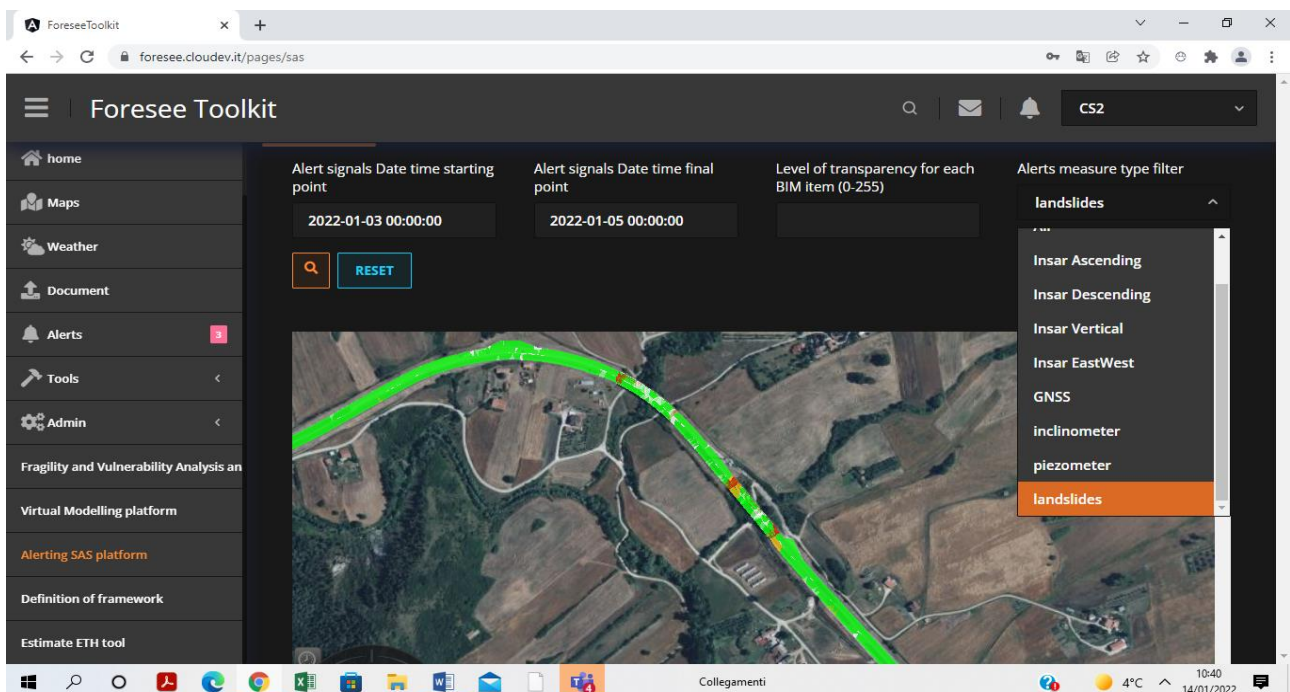 ForeseeToolkit
foresee.cloudev.it/pages/sas
Foresee Toolkit
CS2
home
Maps
Weather
Document
Alerts
3
Tools
Admin
Fragility and Vulnerability Analysis an
Virtual Modelling platform
Alerting SAS platform
Definition of framework
Estimate ETH tool
Alert signals Date time starting
point
2022-01-03 00:00:00
Alert signals Date time final
point
2022-01-05 00:00:00
Level of transparency for each
BIM item (0-255)
Alerts measure type filter
landslides
RESET
All
Insar Ascending
Insar Descending
Insar Vertical
Insar EastWest
GNSS
inclinometer
piezometer
landslides
Collegamenti
4°C
10:40
14/01/2022